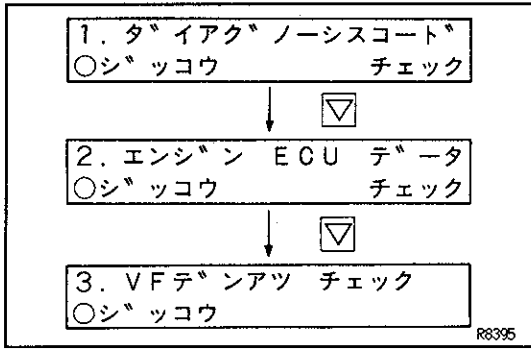 1．ダイアグノーシスコード
○ジッコウ　チェック
▽
2．エンジン　ECU　データ
○ジッコウ　チェック
▽
3．VFデンアツ　チェック
○ジッコウ
R8395